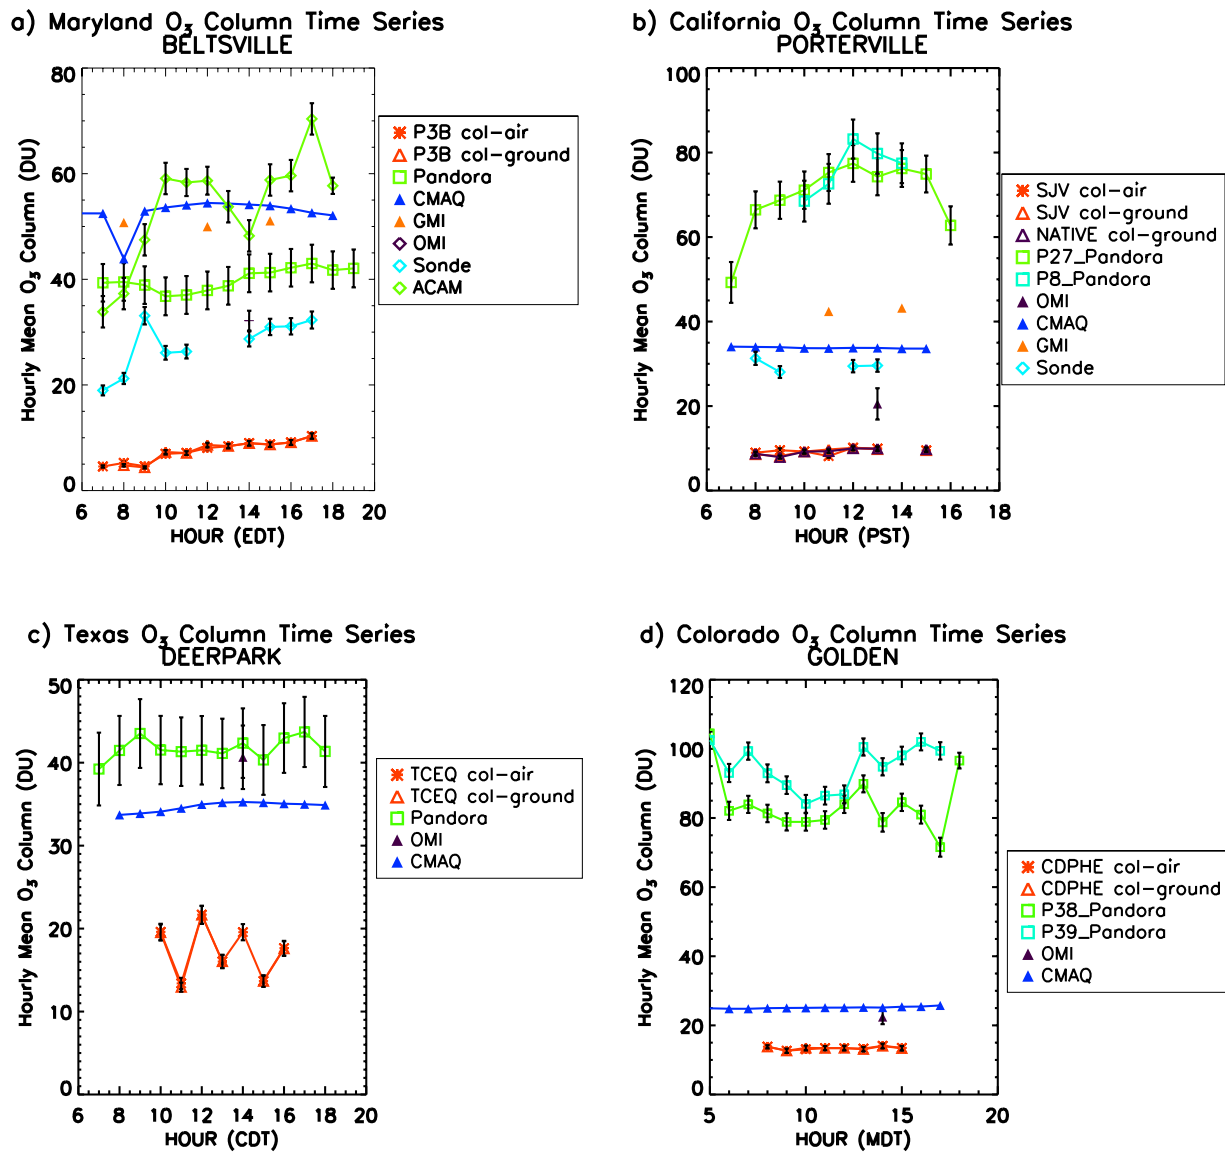 a) Maryland O3 Column Time Series
BELTSVILLE
Hourly Mean O3 Column (DU)
80
60
40
20
0
6 8 10 12 14 16 18 20
HOUR (EDT)
P3B col-air
P3B col-ground
Pandora
CMAQ
GMI
OMI
Sonde
ACAM
b) California O3 Column Time Series
PORTERVILLE
Hourly Mean O3 Column (DU)
100
80
60
40
20
0
6 8 10 12 14 16 18
HOUR (PST)
SJV col-air
SJV col-ground
NATIVE col-ground
P27_Pandora
P8_Pandora
OMI
CMAQ
GMI
Sonde
c) Texas O3 Column Time Series
DEERPARK
Hourly Mean O3 Column (DU)
50
40
30
20
10
0
6 8 10 12 14 16 18 20
HOUR (CDT)
TCEQ col-air
TCEQ col-ground
Pandora
OMI
CMAQ
d) Colorado O3 Column Time Series
GOLDEN
Hourly Mean O3 Column (DU)
120
100
80
60
40
20
0
5 10 15 20
HOUR (MDT)
CDPHE col-air
CDPHE col-ground
P38_Pandora
P39_Pandora
OMI
CMAQ